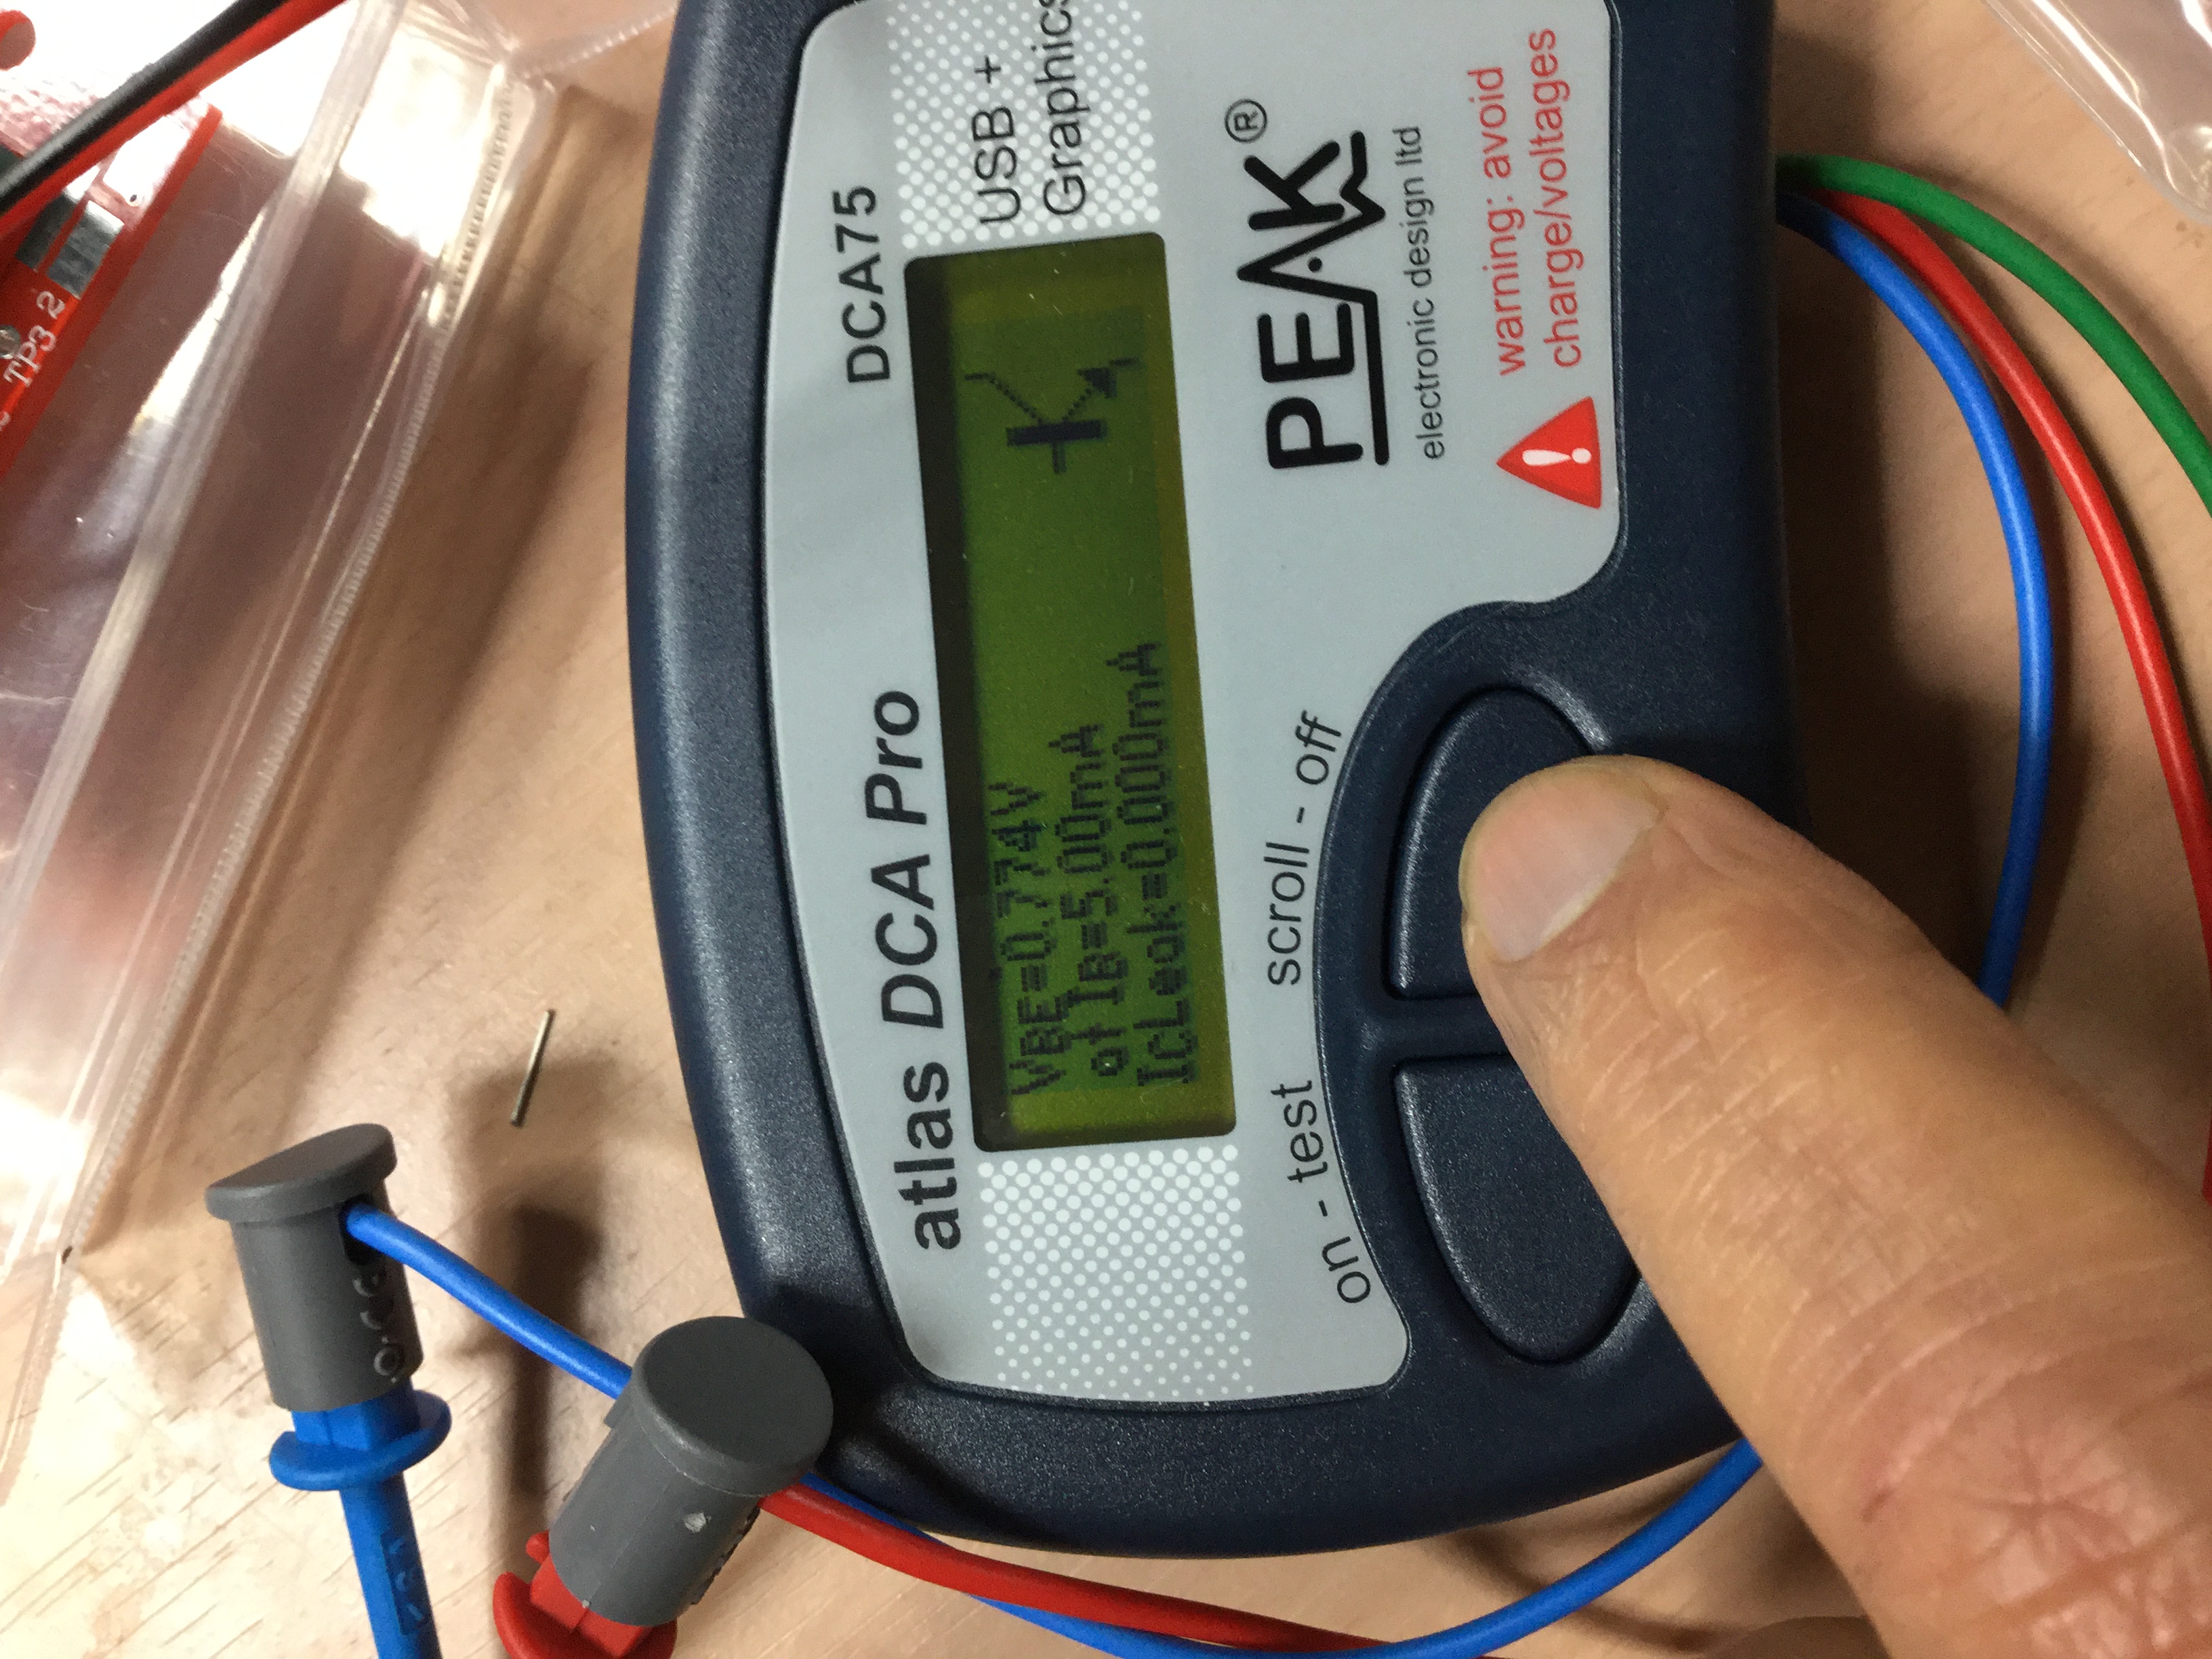 atlas DCA Pro
DCA75
USB +
Graphics
VBE=0.774V
at IB=5.00mA
IcLeak=0.000mA
PEAK®
electronic design ltd
warning: avoid
charge/voltages
on - test
scroll - off
TP3 2